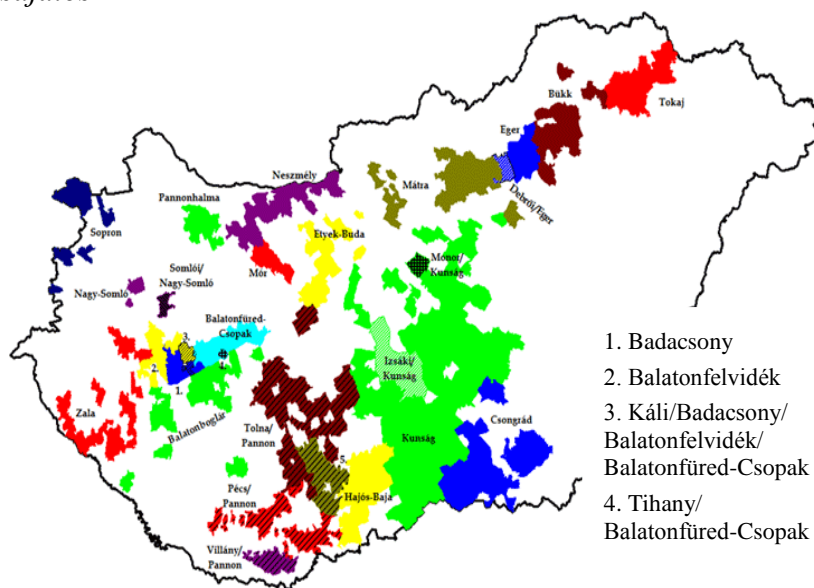 Bükk
Tokaj
Eger
Neszmély
Mátra
Debrői/Eger
Pannonhalma
Sopron
Etyek-Buda
Mór
Monor/
Kunság
Somlói/
Nagy-Somló
Nagy-Somló
Balatonfüred-
Csopak
3.
2.
4.
1.
Izsáki/
Kunság
Zala
Balatonboglár
Tolna/
Pannon
Kunság
Csongrád
5.
Hajós-Baja
Pécs/
Pannon
Villány/
Pannon
1. Badacsony
2. Balatonfelvidék
3. Káli/Badacsony/
Balatonfelvidék/
Balatonfüred-Csopak
4. Tihany/
Balatonfüred-Csopak